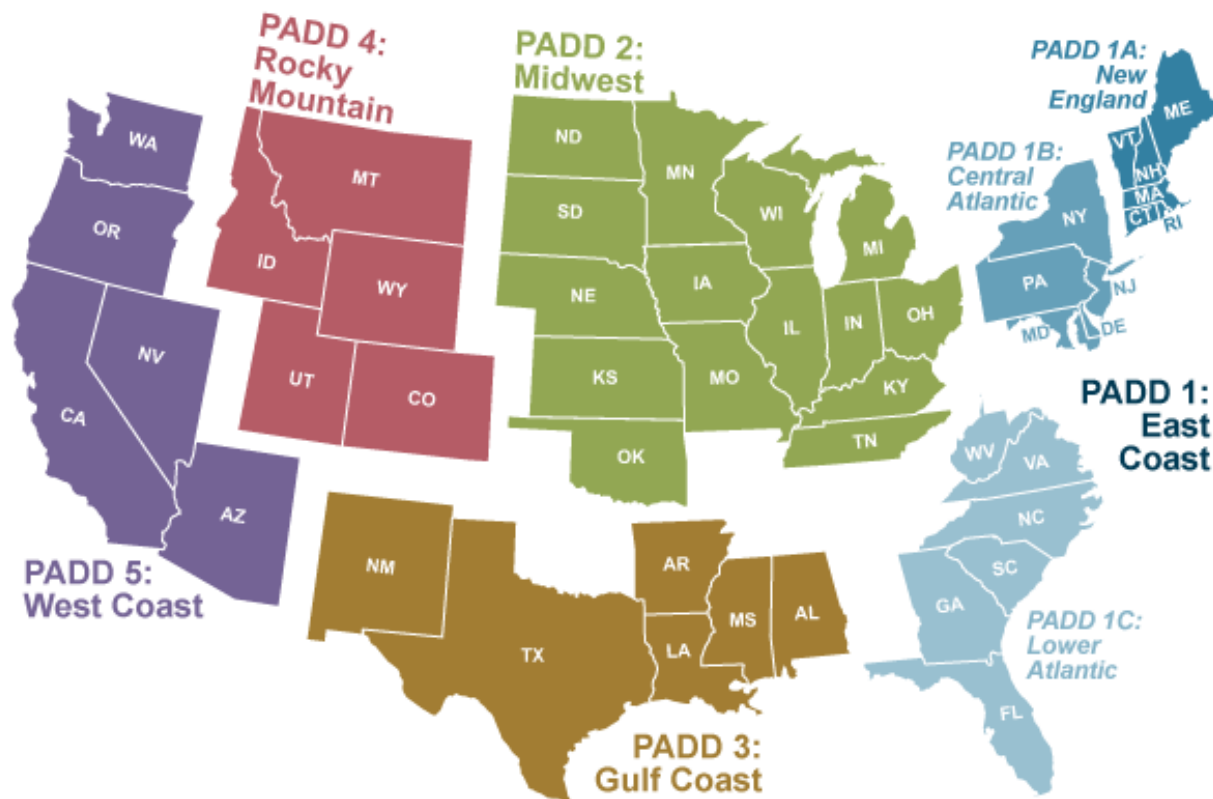 PADD 4:
Rocky
Mountain
PADD 2:
Midwest
PADD 1A:
New
England
PADD 1B:
Central
Atlantic
PADD 1:
East
Coast
PADD 1C:
Lower
Atlantic
PADD 5:
West Coast
PADD 3:
Gulf Coast
WA
OR
CA
NV
AZ
MT
ID
WY
UT
CO
ND
SD
NE
KS
OK
MN
IA
MO
WI
IL
MI
IN
OH
KY
TN
NM
TX
AR
LA
MS
AL
ME
VT
NH
MA
CT
RI
NY
PA
NJ
MD
DE
WV
VA
NC
SC
GA
FL